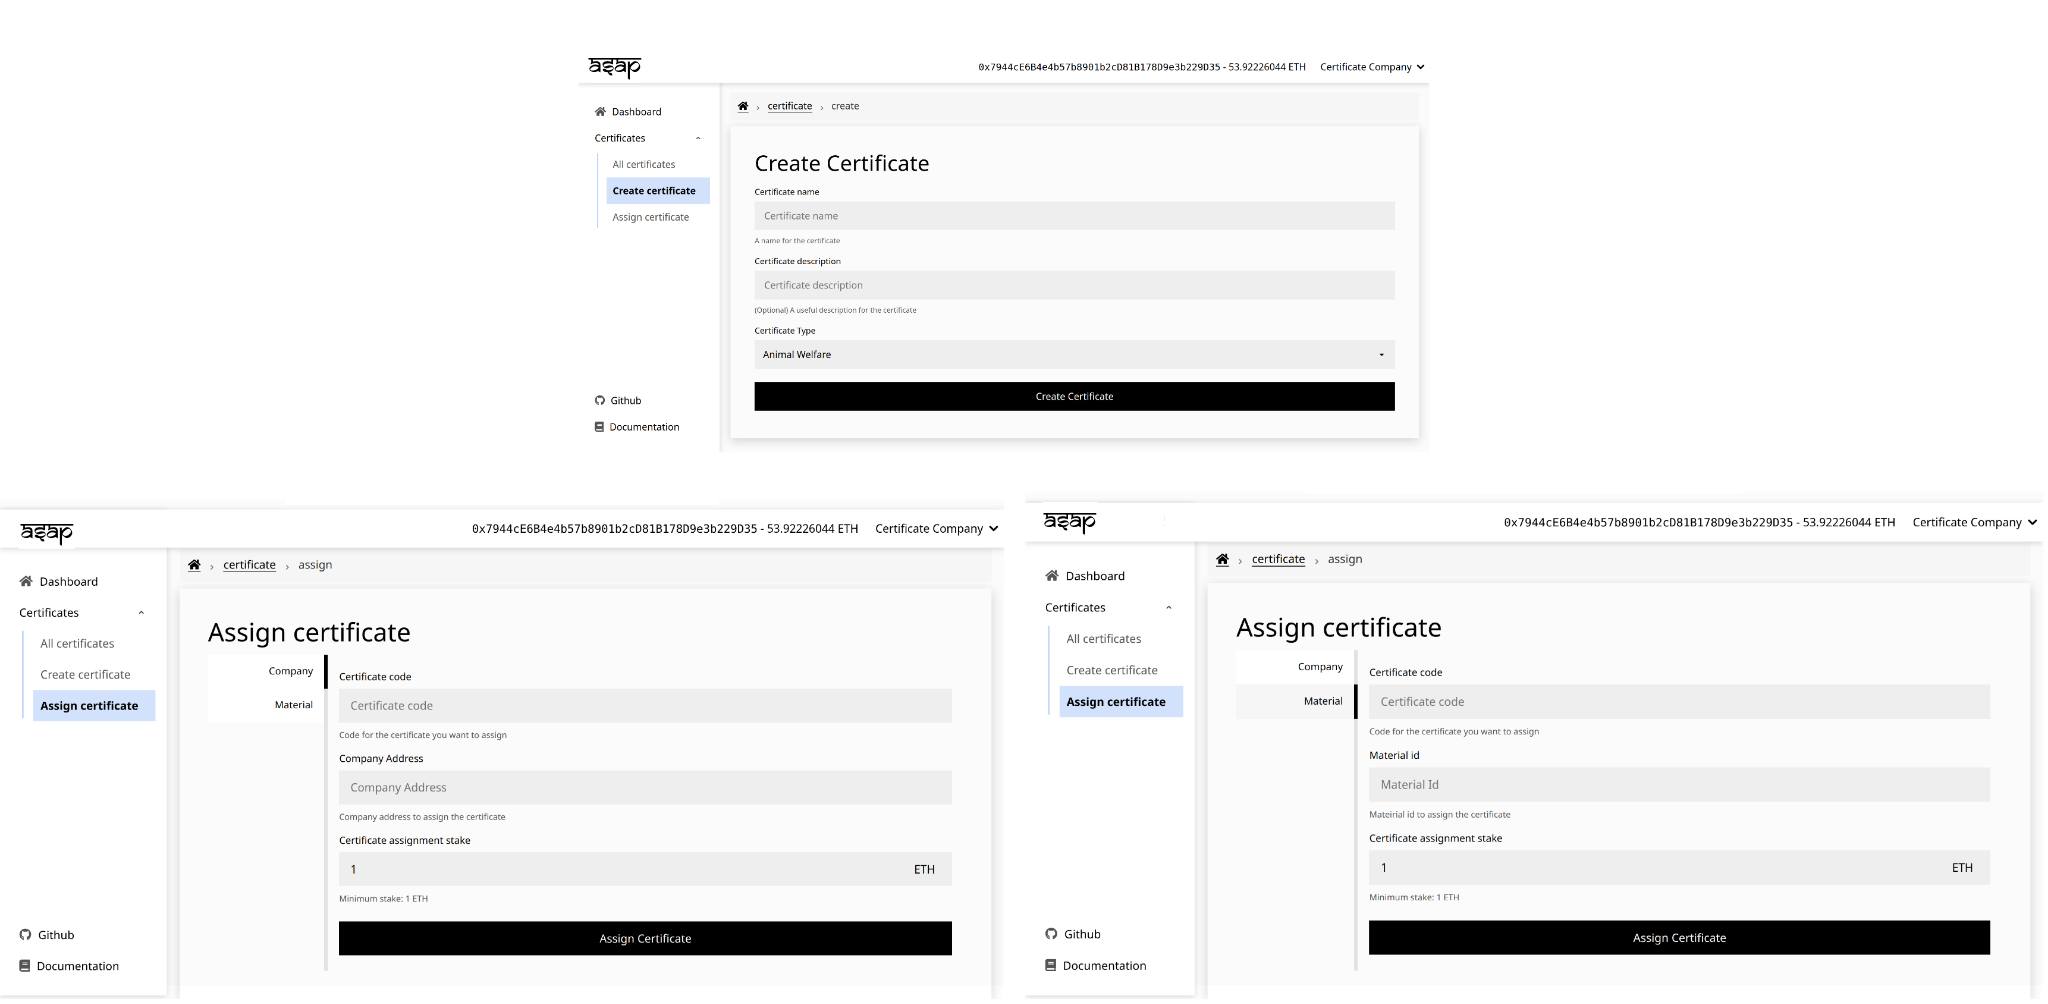 asap
0x7944cE6B4e4b57b8901b2cD81B178D9e3b229D35 - 53.92226044 ETH Certificate Company
Dashboard
Certificates
All certificates
Create certificate
Assign certificate
Github
Documentation
certificate › create
Create Certificate
Certificate name
Certificate name
A name for the certificate
Certificate description
Certificate description
(Optional) A useful description for the certificate
Certificate Type
Animal Welfare
Create Certificate
asap
0x7944cE6B4e4b57b8901b2cD81B178D9e3b229D35 - 53.92226044 ETH Certificate Company
Dashboard
Certificates
All certificates
Create certificate
Assign certificate
Github
Documentation
certificate › assign
Assign certificate
Company
Material
Certificate code
Certificate code
Code for the certificate you want to assign
Company Address
Company Address
Company address to assign the certificate
Certificate assignment stake
1 ETH
Minimum stake: 1 ETH
Assign Certificate
asap
0x7944cE6B4e4b57b8901b2cD81B178D9e3b229D35 - 53.92226044 ETH Certificate Company
Dashboard
Certificates
All certificates
Create certificate
Assign certificate
Github
Documentation
certificate › assign
Assign certificate
Company
Material
Certificate code
Certificate code
Code for the certificate you want to assign
Material id
Material Id
Mateirial id to assign the certificate
Certificate assignment stake
1 ETH
Minimum stake: 1 ETH
Assign Certificate